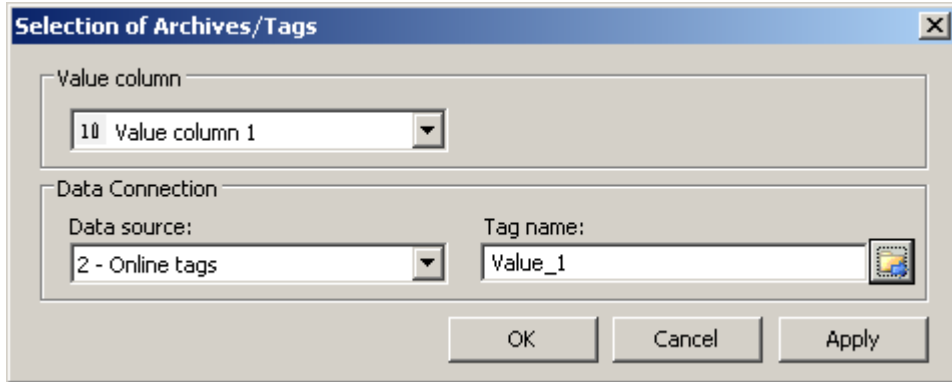 Selection of Archives/Tags
Value column
10 Value column 1
Data Connection
Data source:
Tag name:
2 - Online tags
Value_1
OK
Cancel
Apply